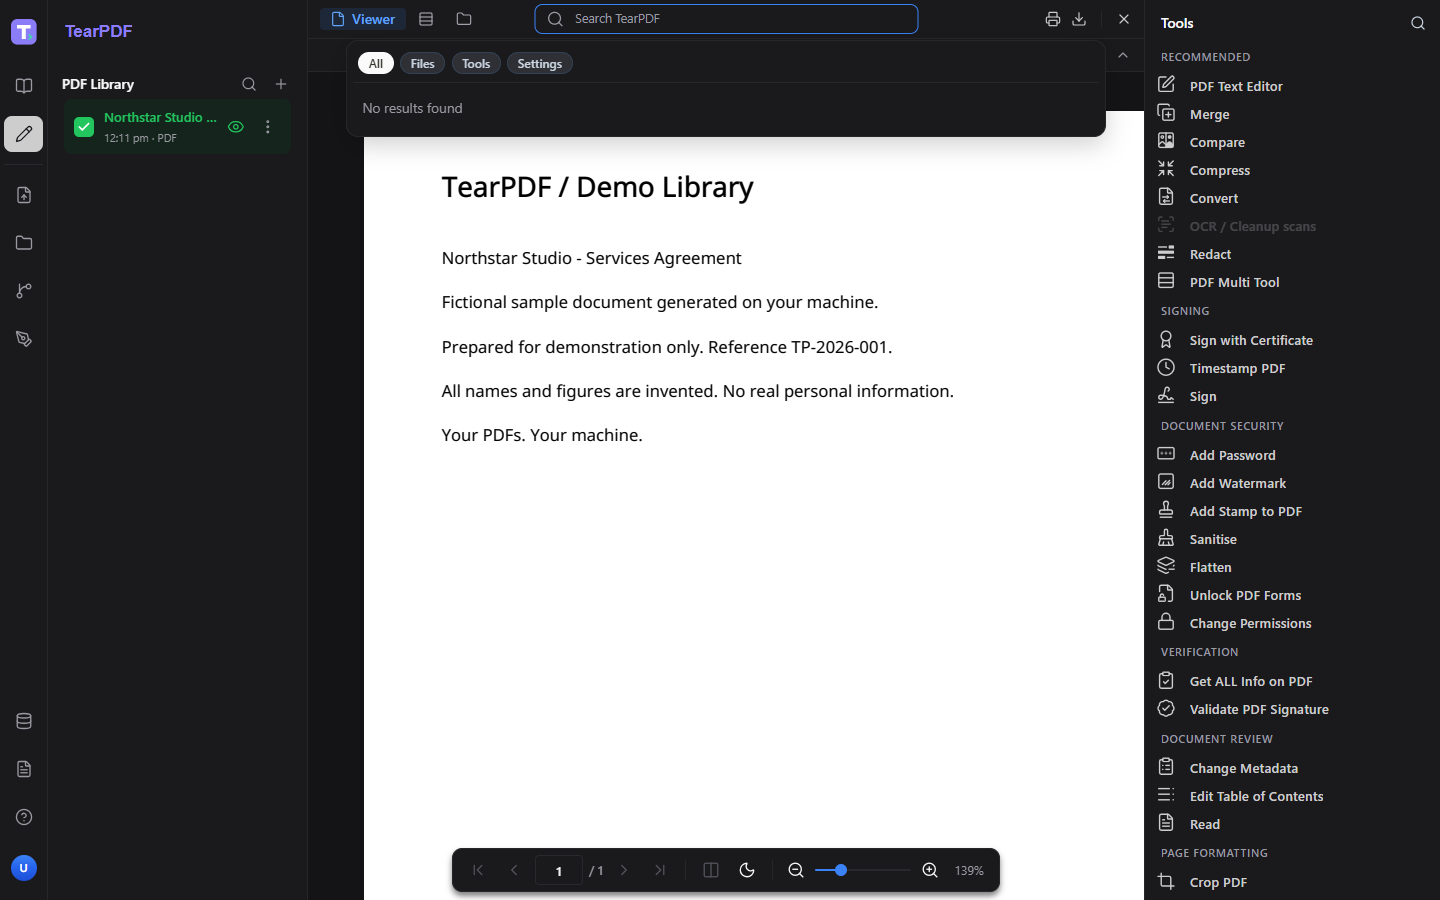 TearPDF
PDF Library
Northstar Studio ...
12:11 pm · PDF
U
Viewer
Search TearPDF
All
Files
Tools
Settings
No results found
TearPDF / Demo Library
Northstar Studio - Services Agreement
Fictional sample document generated on your machine.
Prepared for demonstration only. Reference TP-2026-001.
All names and figures are invented. No real personal information.
Your PDFs. Your machine.
1 / 1
139%
Tools
RECOMMENDED
PDF Text Editor
Merge
Compare
Compress
Convert
OCR / Cleanup scans
Redact
PDF Multi Tool
SIGNING
Sign with Certificate
Timestamp PDF
Sign
DOCUMENT SECURITY
Add Password
Add Watermark
Add Stamp to PDF
Sanitise
Flatten
Unlock PDF Forms
Change Permissions
VERIFICATION
Get ALL Info on PDF
Validate PDF Signature
DOCUMENT REVIEW
Change Metadata
Edit Table of Contents
Read
PAGE FORMATTING
Crop PDF